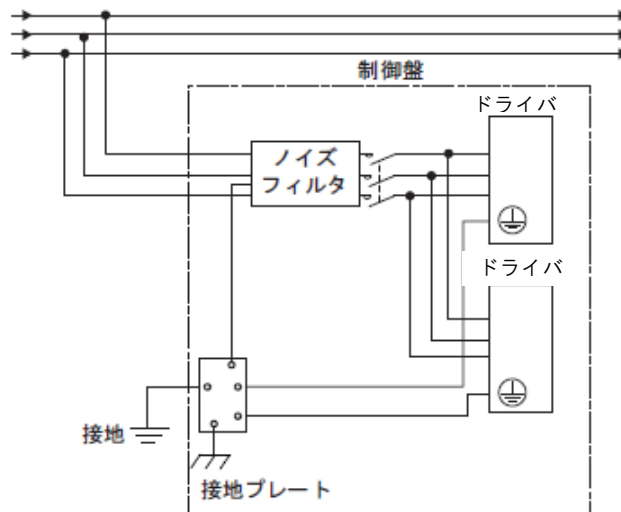 制御盤
ドライバ
ノイズ
フィルタ
ドライバ
接地
接地プレート